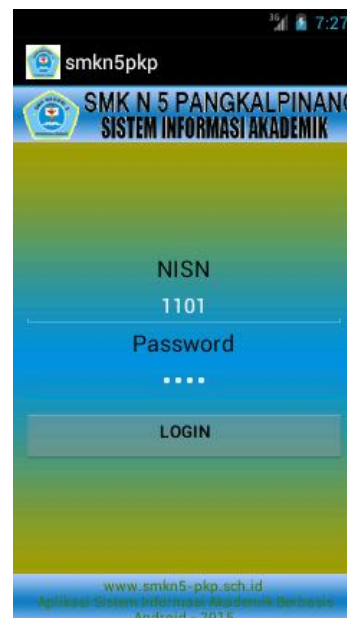 3G 7:27
smkn5pkp
SMK N 5 PANGKALPINANG
SISTEM INFORMASI AKADEMIK
NISN
1101
Password
••••
LOGIN
www.smkn5-pkp.sch.id
Aplikasi Sistem Informasi Akademik Berbasis
Android - 2015